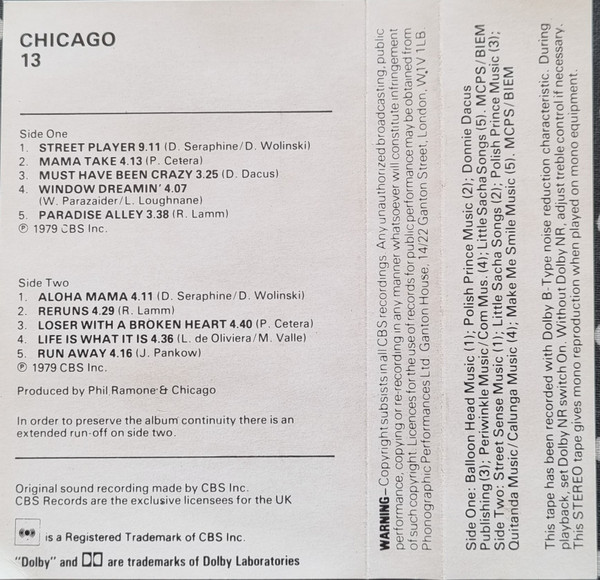 CHICAGO
13
Side One
1. STREET PLAYER 9.11 (D. Seraphine/D. Wolinski)
2. MAMA TAKE 4.13 (P. Cetera)
3. MUST HAVE BEEN CRAZY 3.25 (D. Dacus)
4. WINDOW DREAMIN' 4.07
(W. Parazaider/L. Loughnane)
5. PARADISE ALLEY 3.38 (R. Lamm)
℗ 1979 CBS Inc.
Side Two
1. ALOHA MAMA 4.11 (D. Seraphine/D. Wolinski)
2. RERUNS 4.29 (R. Lamm)
3. LOSER WITH A BROKEN HEART 4.40 (P. Cetera)
4. LIFE IS WHAT IT IS 4.36 (L. de Oliviera/M. Valle)
5. RUN AWAY 4.16 (J. Pankow)
℗ 1979 CBS Inc.
Produced by Phil Ramone & Chicago
In order to preserve the album continuity there is an
extended run-off on side two.
Original sound recording made by CBS Inc.
CBS Records are the exclusive licensees for the UK
is a Registered Trademark of CBS Inc.
"Dolby" and are trademarks of Dolby Laboratories
WARNING – Copyright subsists in all CBS recordings. Any unauthorized broadcasting, public
performance, copying or re-recording in any manner whatsoever will constitute infringement
of such copyright. Licences for the use of records for public performance may be obtained from
Phonographic Performances Ltd Ganton House, 14/22 Ganton Street, London, W1V 1LB
Side One: Balloon Head Music (1); Polish Prince Music (2); Donnie Dacus
Publishing (3); Periwinkle Music/Com Mus. (4); Little Sacha Songs (5). MCPS/BIEM
Side Two: Street Sense Music (1); Little Sacha Songs (2); Polish Prince Music (3);
Quitanda Music/Calunga Music (4); Make Me Smile Music (5). MCPS/BIEM
This tape has been recorded with Dolby B-Type noise reduction characteristic. During
playback, set Dolby NR switch On. Without Dolby NR, adjust treble control if necessary.
This STEREO tape gives mono reproduction when played on mono equipment.